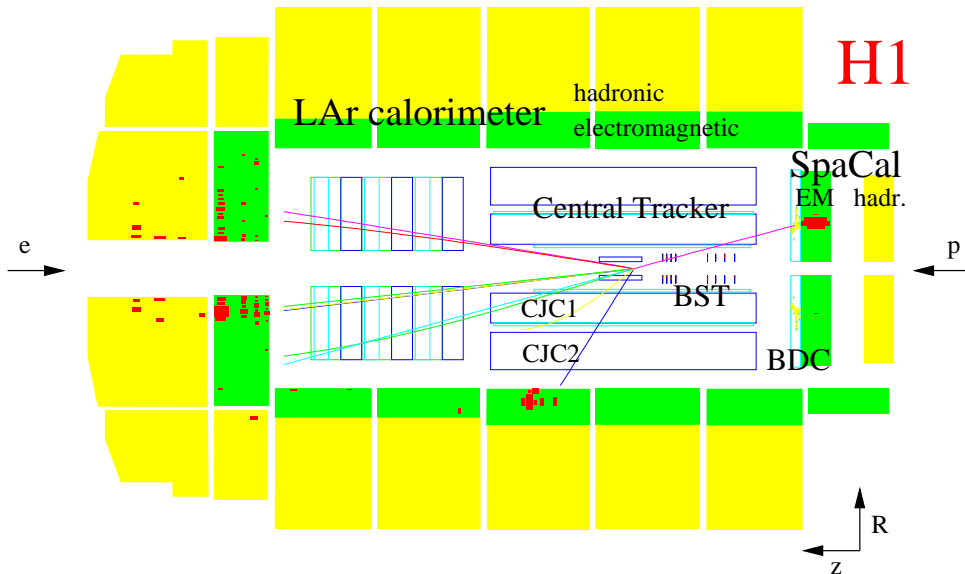 H1
hadronic
LAr calorimeter
electromagnetic
SpaCal
EM hadr.
Central Tracker
e
p
BST
CJC1
CJC2
BDC
R
z